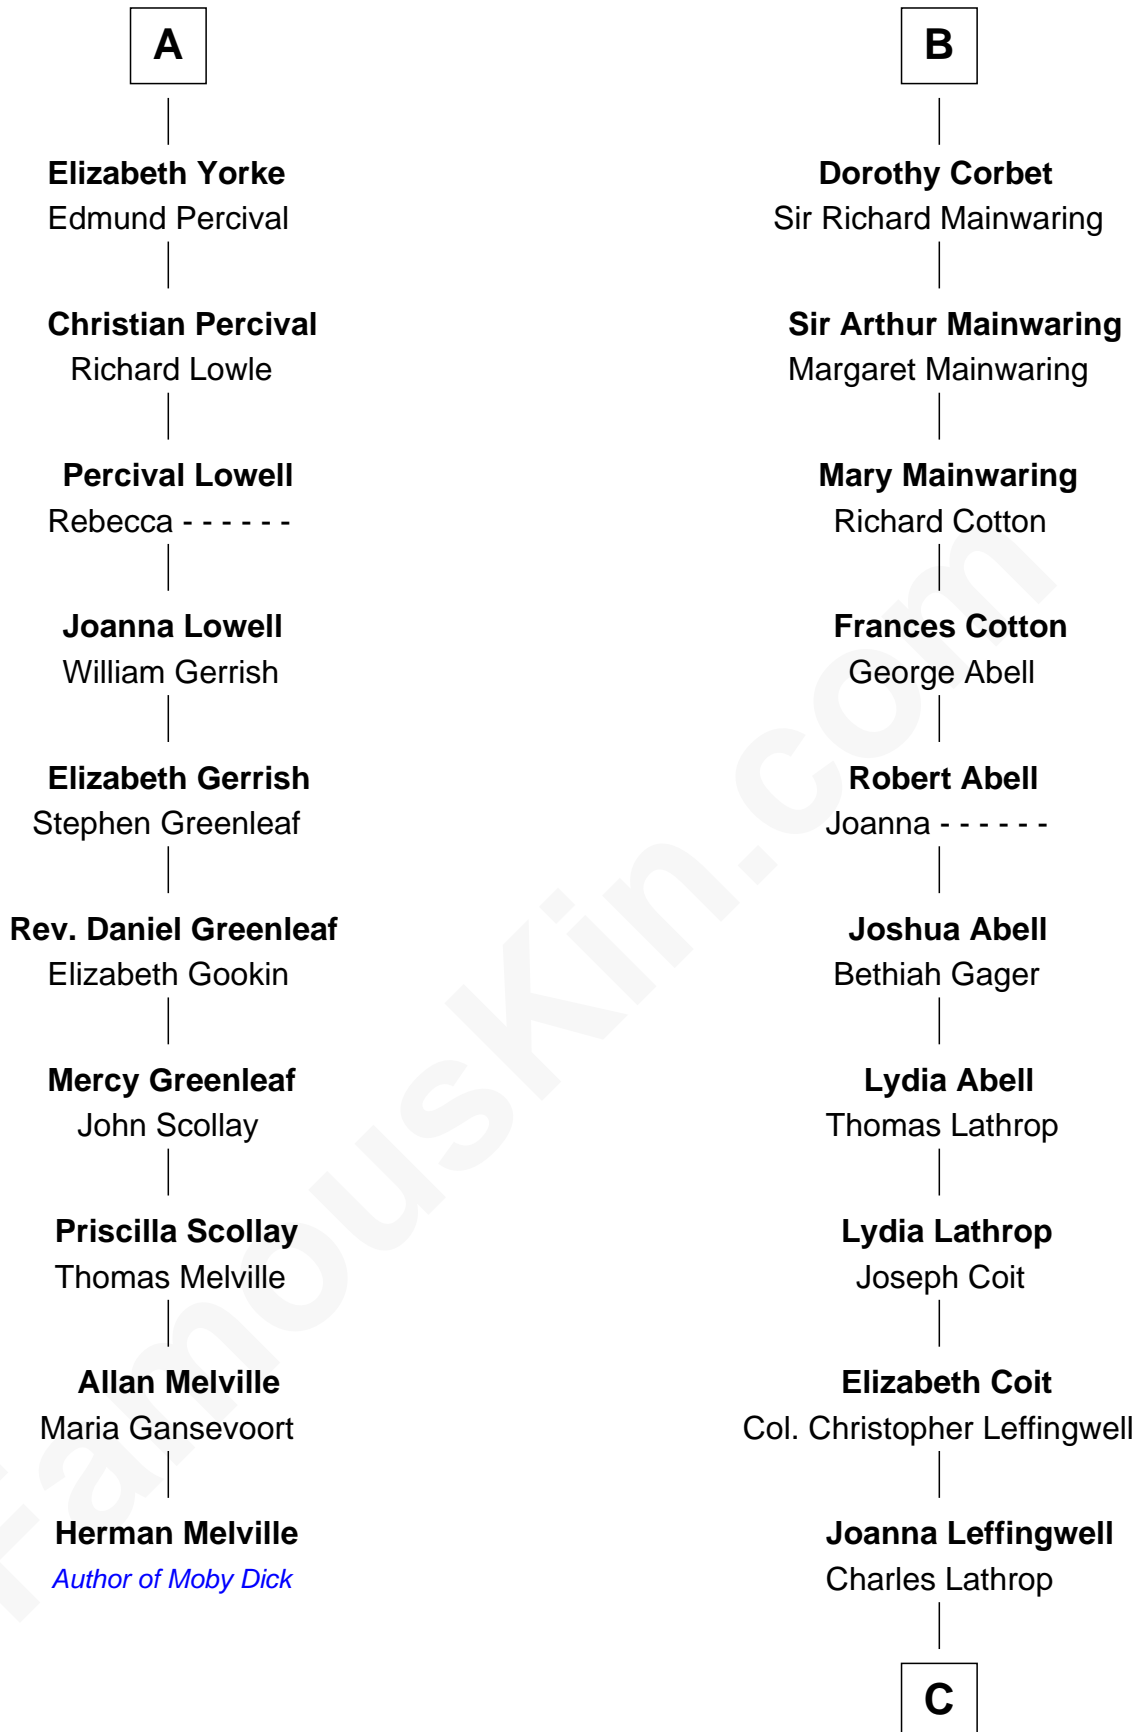 A
Elizabeth Yorke
Edmund Percival
Christian Percival
Richard Lowle
Percival Lowell
Rebecca - - - - - -
Joanna Lowell
William Gerrish
Elizabeth Gerrish
Stephen Greenleaf
Rev. Daniel Greenleaf
Elizabeth Gookin
Mercy Greenleaf
John Scollay
Priscilla Scollay
Thomas Melville
Allan Melville
Maria Gansevoort
Herman Melville
Author of Moby Dick
B
Dorothy Corbet
Sir Richard Mainwaring
Sir Arthur Mainwaring
Margaret Mainwaring
Mary Mainwaring
Richard Cotton
Frances Cotton
George Abell
Robert Abell
Joanna - - - - - -
Joshua Abell
Bethiah Gager
Lydia Abell
Thomas Lathrop
Lydia Lathrop
Joseph Coit
Elizabeth Coit
Col. Christopher Leffingwell
Joanna Leffingwell
Charles Lathrop
C
FamousKin.com